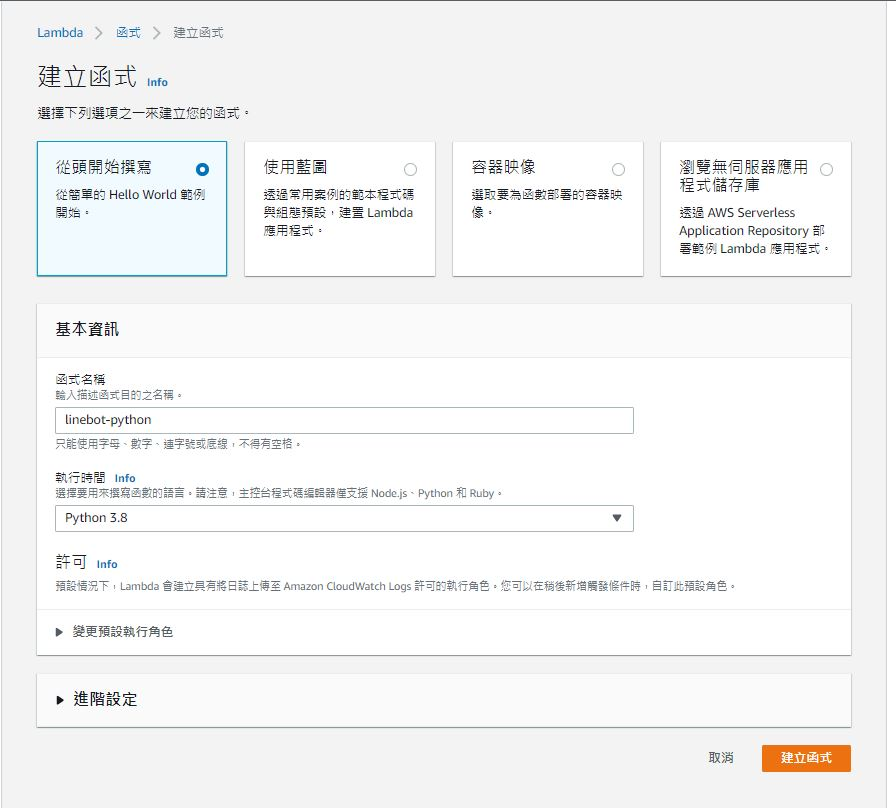 Lambda > 函式 > 建立函式
建立函式 Info
選擇下列選項之一來建立您的函式。
從頭開始撰寫
從簡單的 Hello World 範例
開始。
使用藍圖
透過常用案例的範本程式碼
與組態預設，建置 Lambda
應用程式。
容器映像
選取要為函數部署的容器映
像。
瀏覽無伺服器應用
程式儲存庫
透過 AWS Serverless
Application Repository 部
署範例 Lambda 應用程式。
基本資訊
函式名稱
輸入描述函式目的之名稱。
linebot-python
只能使用字母、數字、連字號或底線，不得有空格。
執行時間 Info
選擇要用來撰寫函數的語言。請注意，主控台程式碼編輯器僅支援 Node.js、Python 和 Ruby。
Python 3.8
許可 Info
預設情況下，Lambda 會建立具有將日誌上傳至 Amazon CloudWatch Logs 許可的執行角色。您可以在稍後新增觸發條件時，自訂此預設角色。
變更預設執行角色
進階設定
取消
建立函式